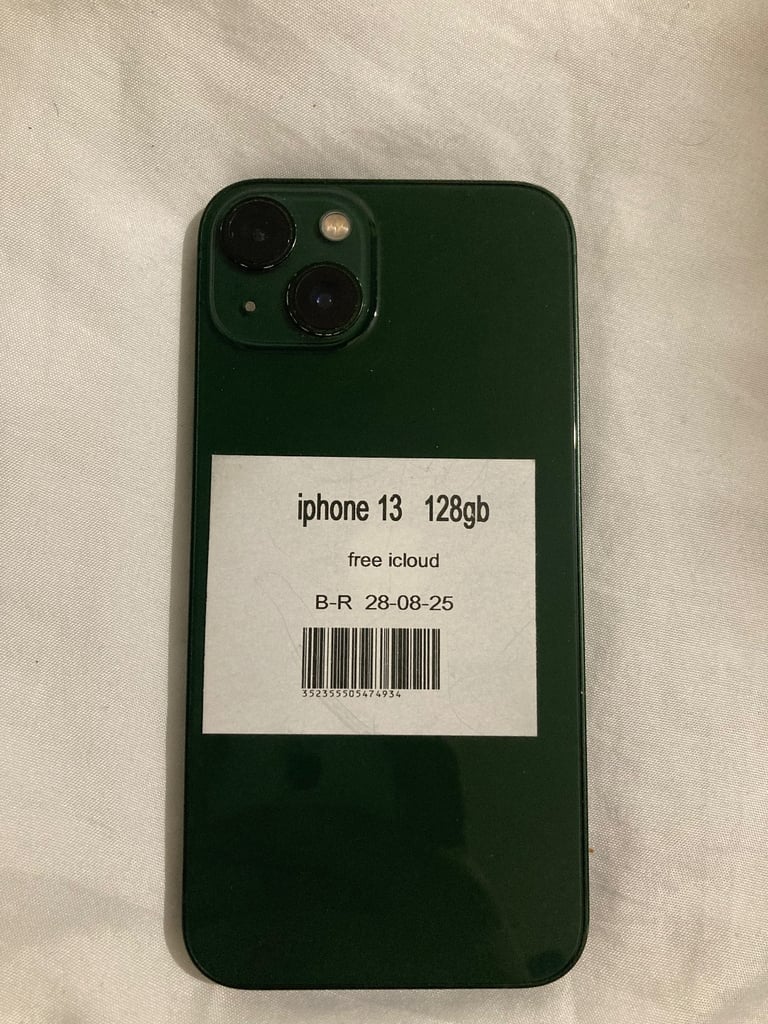 iphone 13 128gb
free icloud
B-R 28-08-25
352355505474934